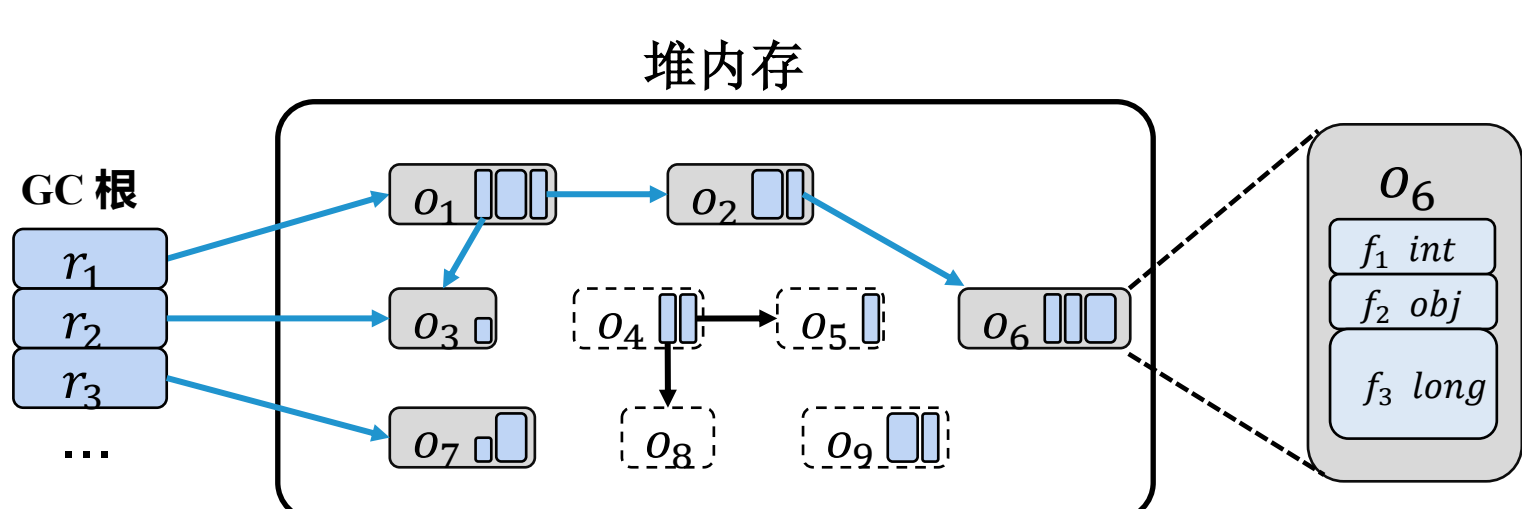 堆内存
GC 根
r₁
r₂
r₃
...
o₁
o₂
o₃
o₄
o₅
o₆
o₇
o₈
o₉
o₆
f₁ int
f₂ obj
f₃ long